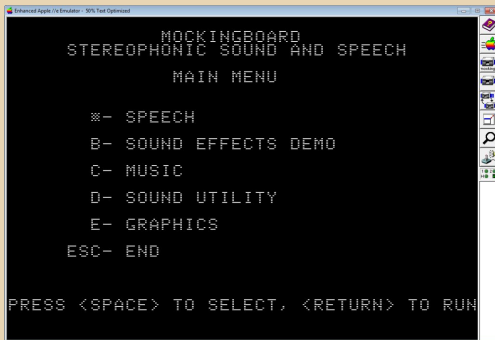 Enhanced Apple //e Emulator - 50% Text Optimized
MOCKINGBOARD
STEREOPHONIC SOUND AND SPEECH
MAIN MENU
※- SPEECH
B- SOUND EFFECTS DEMO
C- MUSIC
D- SOUND UTILITY
E- GRAPHICS
ESC- END
PRESS <SPACE> TO SELECT, <RETURN> TO RUN